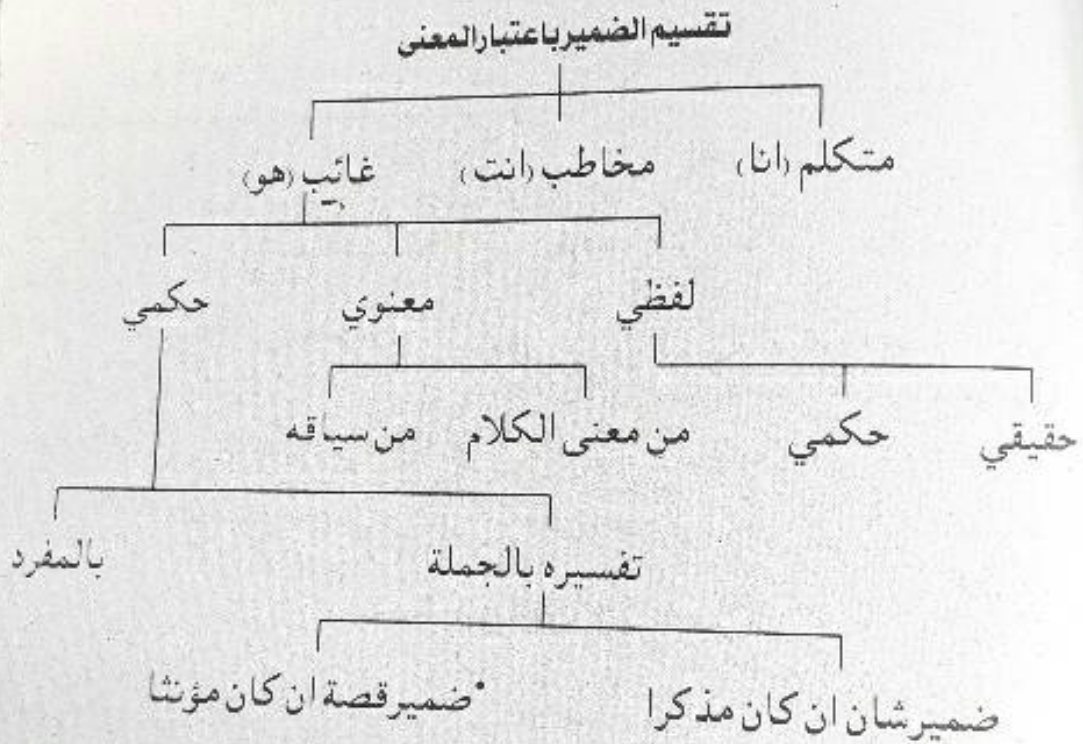 تقسيم الضمير باعتبار المعنى
متكلم (انا) مخاطب (انت) غائب (هو)
لفظي معنوي حكمي
حقيقي حكمي من معنى الكلام من سياقه
تفسيره بالجملة بالمفرد
ضمير شان ان كان مذكرا ضمير قصة ان كان مؤنثا